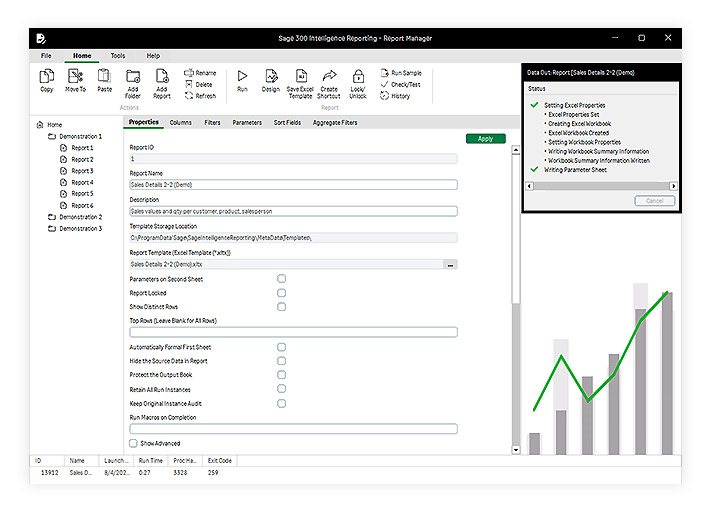 Sage 300 Intelligence Reporting - Report Manager
File Home Tools Help
Copy Move To Paste Add Folder Add Report Rename Delete Refresh
Actions
Run Design Save Excel Template Create Shortcut Lock/Unlock Run Sample Check/Test History
Report
Home
Demonstration 1
Report 1
Report 2
Report 3
Report 4
Report 5
Report 6
Demonstration 2
Demonstration 3
Properties Columns Filters Parameters Sort Fields Aggregate Filters
Apply
Report ID
1
Report Name
Sales Details 2-2 (Demo)
Description
Sales values and qty per customer, product, salesperson
Template Storage Location
C:\ProgramData\Sage\SageIntelligenceReporting\MetaData\Templates\,
Report Template (Excel Template (*.xltx))
Sales Details 2-2 (Demo).xltx ...
Parameters on Second Sheet
Report Locked
Show Distinct Rows
Top Rows (Leave Blank for All Rows)
Automatically Formal First Sheet
Hide the Source Data in Report
Protect the Output Book
Retain All Run Instances
Keep Original Instance Audit
Run Macros on Completion
Show Advanced
Data Out: Report [Sales Details 2-2 (Demo)
Status
Setting Excel Properties
• Excel Properties Set
• Creating Excel Workbook
• Excel Workbook Created
• Setting Workbook Properties
• Writing Workbook Summary Information
• Workbook Summary Information Written
Writing Parameter Sheet
Cancel
ID Name Launch... Run Time Proc Ha... Exit Code
13912 Sales D... 8/4/202... 0:27 3328 259